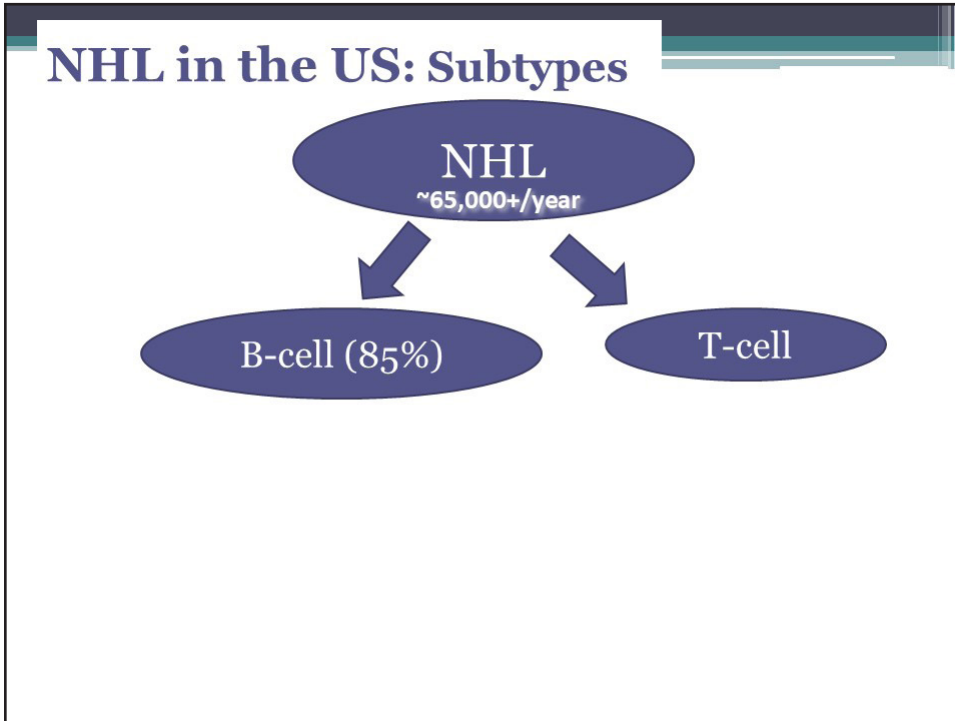 NHL in the US: Subtypes
NHL
~65,000+/year
B-cell (85%)
T-cell